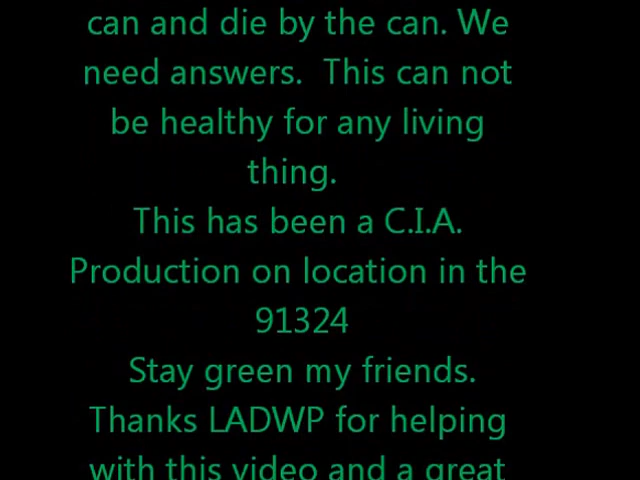 can and die by the can. We
need answers.  This can not
be healthy for any living
thing.
This has been a C.I.A.
Production on location in the
91324
Stay green my friends.
Thanks LADWP for helping
with this video and a great